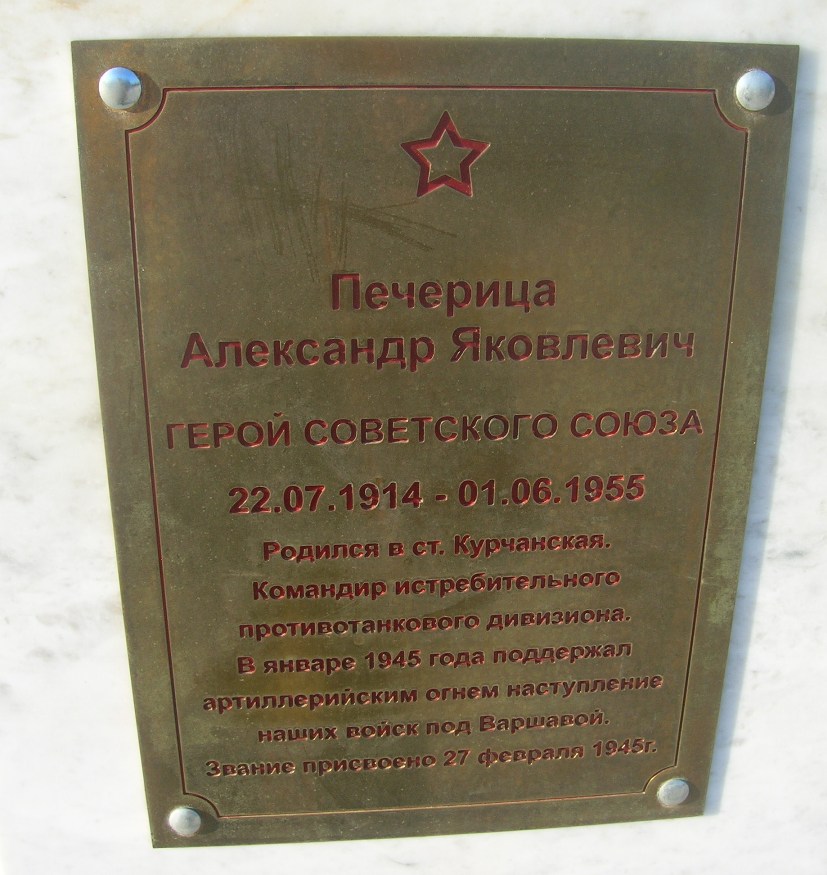 Печерица
Александр Яковлевич
ГЕРОЙ СОВЕТСКОГО СОЮЗА
22.07.1914 - 01.06.1955
Родился в ст. Курчанская.
Командир истребительного
противотанкового дивизиона.
В январе 1945 года поддержал
артиллерийским огнем наступление
наших войск под Варшавой.
Звание присвоено 27 февраля 1945г.